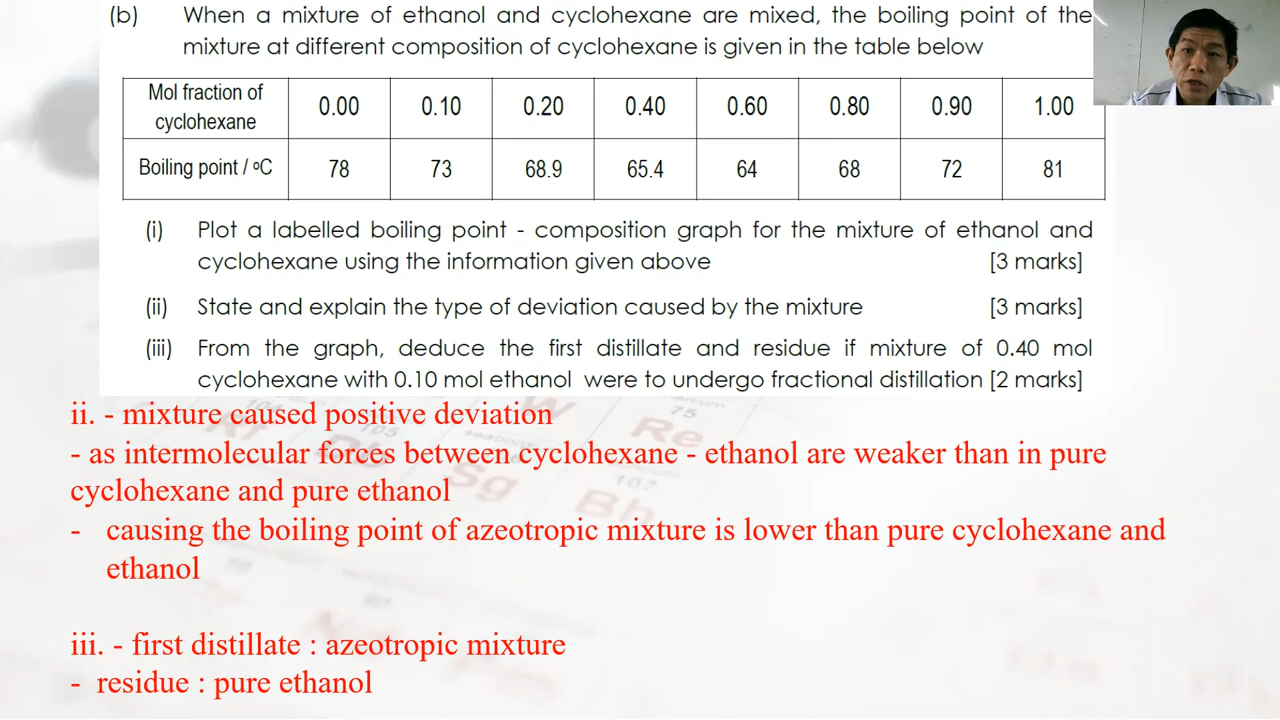 (b) When a mixture of ethanol and cyclohexane are mixed, the boiling point of the
mixture at different composition of cyclohexane is given in the table below
Mol fraction of cyclohexane 0.00 0.10 0.20 0.40 0.60 0.80 0.90 1.00
Boiling point / ºC 78 73 68.9 65.4 64 68 72 81
(i) Plot a labelled boiling point - composition graph for the mixture of ethanol and
cyclohexane using the information given above [3 marks]
(ii) State and explain the type of deviation caused by the mixture [3 marks]
(iii) From the graph, deduce the first distillate and residue if mixture of 0.40 mol
cyclohexane with 0.10 mol ethanol were to undergo fractional distillation [2 marks]
ii. - mixture caused positive deviation
- as intermolecular forces between cyclohexane - ethanol are weaker than in pure
cyclohexane and pure ethanol
- causing the boiling point of azeotropic mixture is lower than pure cyclohexane and
ethanol
iii. - first distillate : azeotropic mixture
- residue : pure ethanol
W
75
Re
Sg
107
Bh
105